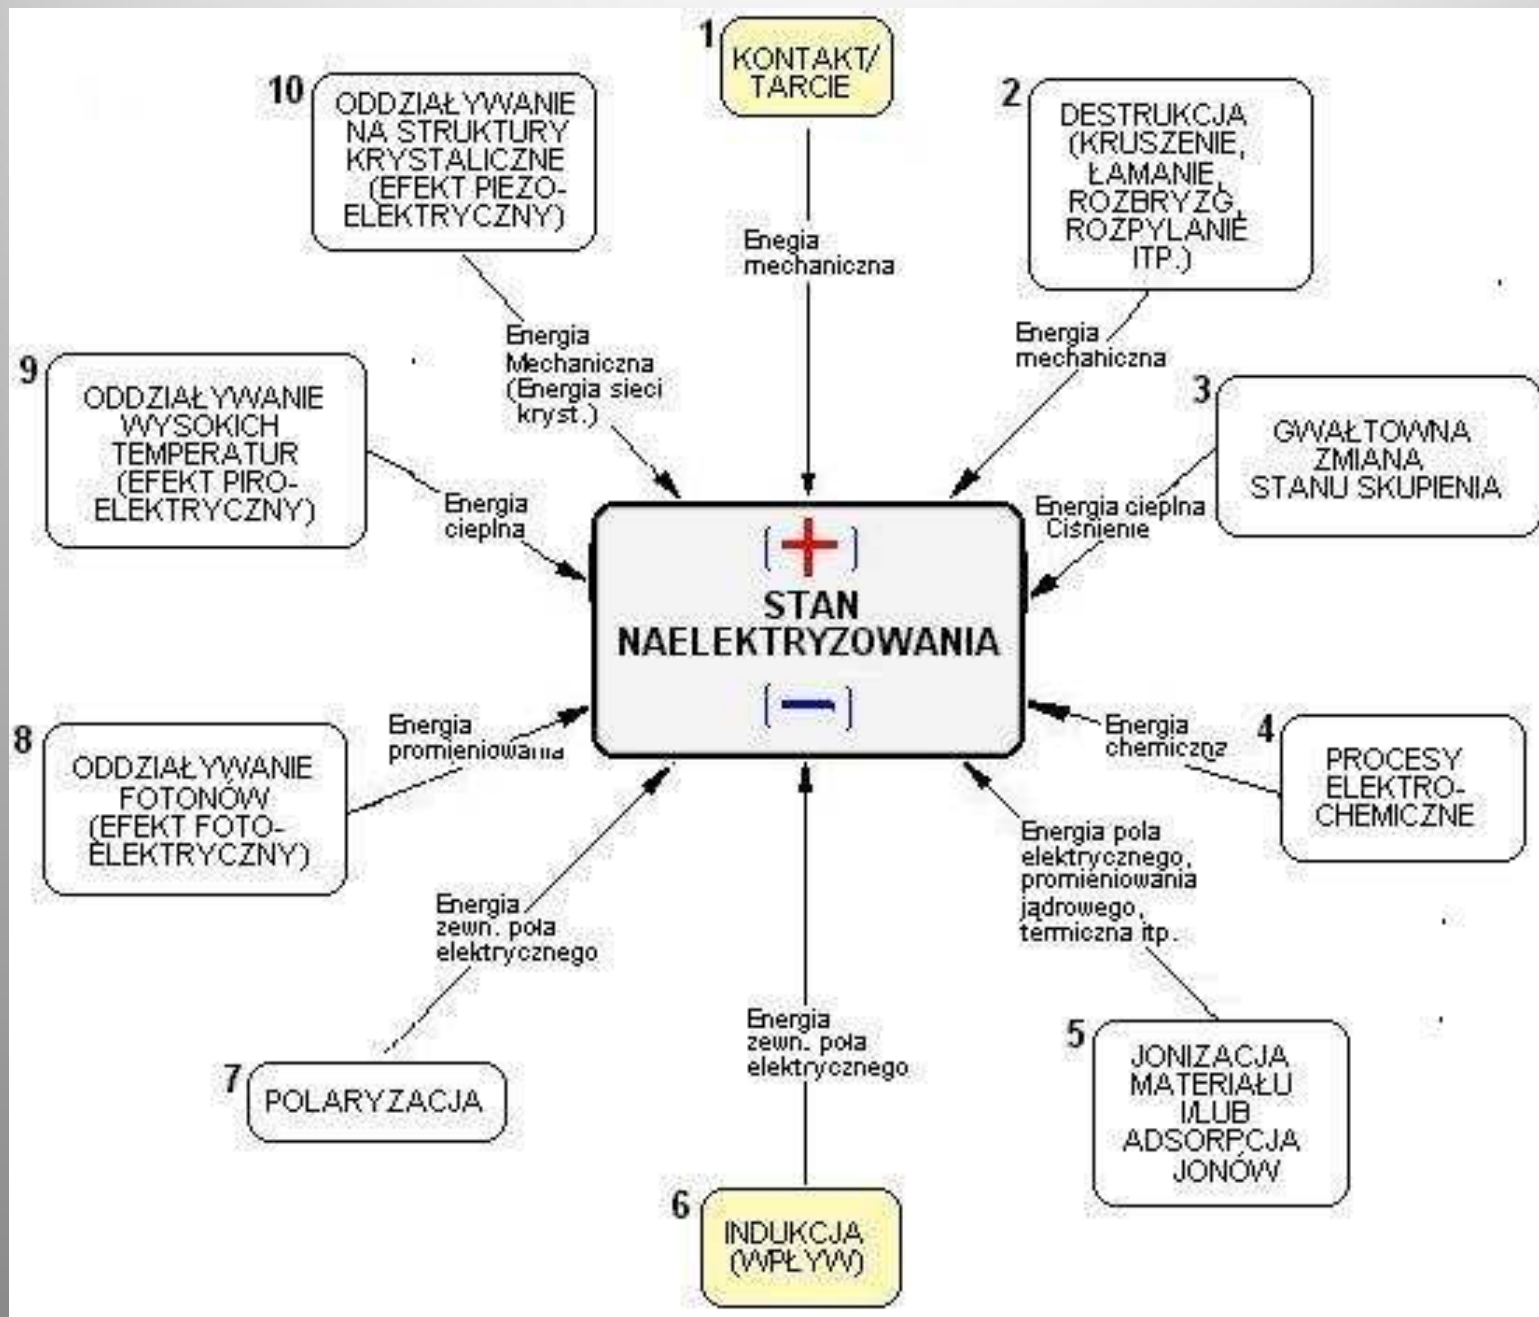 1
KONTAKT/
TARCIE
Enegia
mechaniczna
2
DESTRUKCJA
(KRUSZENIE,
ŁAMANIE,
ROZBRYZG,
ROZPYLANIE
ITP.)
Energia
mechaniczna
3
GWAŁTOWNA
ZMIANA
STANU SKUPIENIA
Energia cieplna
Ciśnienie
4
PROCESY
ELEKTRO-
CHEMICZNE
Energia
chemiczna
5
JONIZACJA
MATERIAŁU
I/LUB
ADSORPCJA
JONÓW
Energia pola
elektrycznego,
promieniowania
jądrowego,
termiczna itp.
6
INDUKCJA
(WPŁYW)
Energia
zewn. pola
elektrycznego
7
POLARYZACJA
Energia
zewn. pola
elektrycznego
8
ODDZIAŁYWANIE
FOTONÓW
(EFEKT FOTO-
ELEKTRYCZNY)
Energia
promieniowania
9
ODDZIAŁYWANIE
WYSOKICH
TEMPERATUR
(EFEKT PIRO-
ELEKTRYCZNY)
Energia
cieplna
10
ODDZIAŁYWANIE
NA STRUKTURY
KRYSTALICZNE
(EFEKT PIEZO-
ELEKTRYCZNY)
Energia
Mechaniczna
(Energia sieci
kryst.)
(+)
STAN
NAELEKTRYZOWANIA
(−)